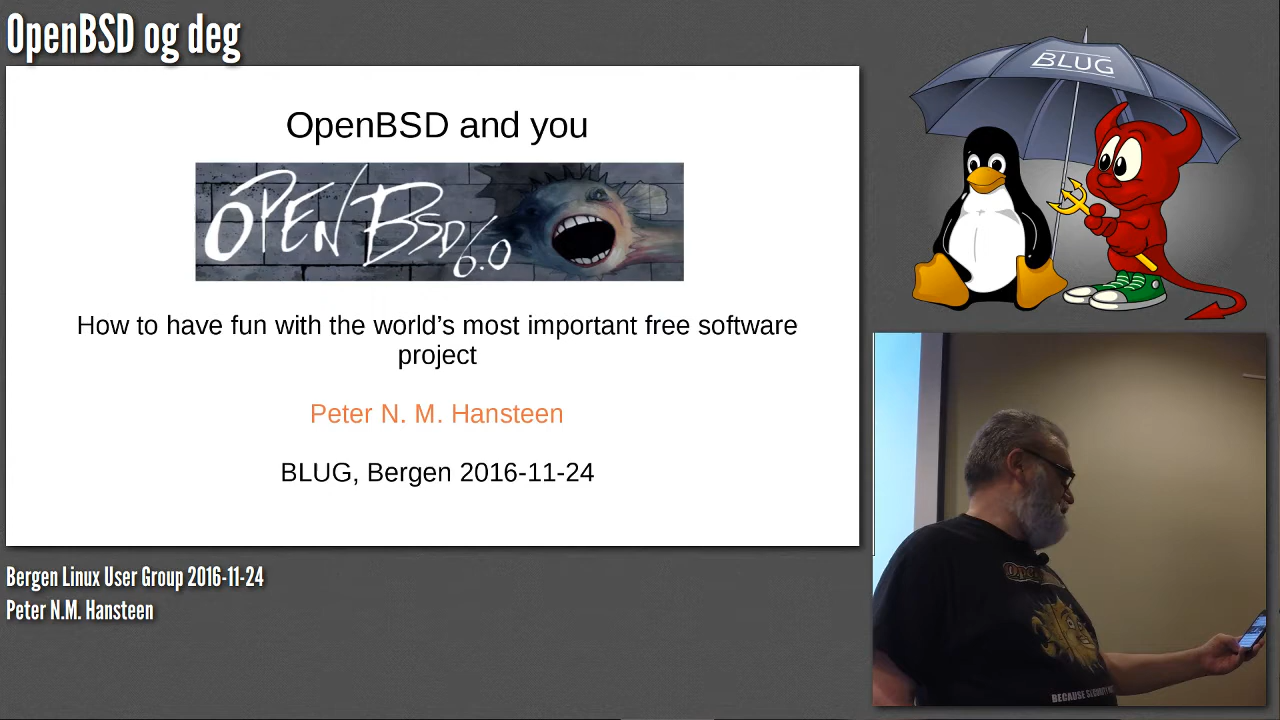 OpenBSD og deg
OpenBSD and you
OPENBSD 6.0
How to have fun with the world's most important free software
project
Peter N. M. Hansteen
BLUG, Bergen 2016-11-24
BLUG
Bergen Linux User Group 2016-11-24
Peter N.M. Hansteen
BECAUSE SECURITY